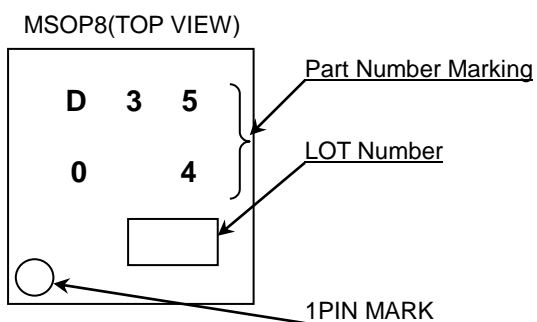 MSOP8(TOP VIEW)
Part Number Marking
D 3 5
LOT Number
0 4
1PIN MARK